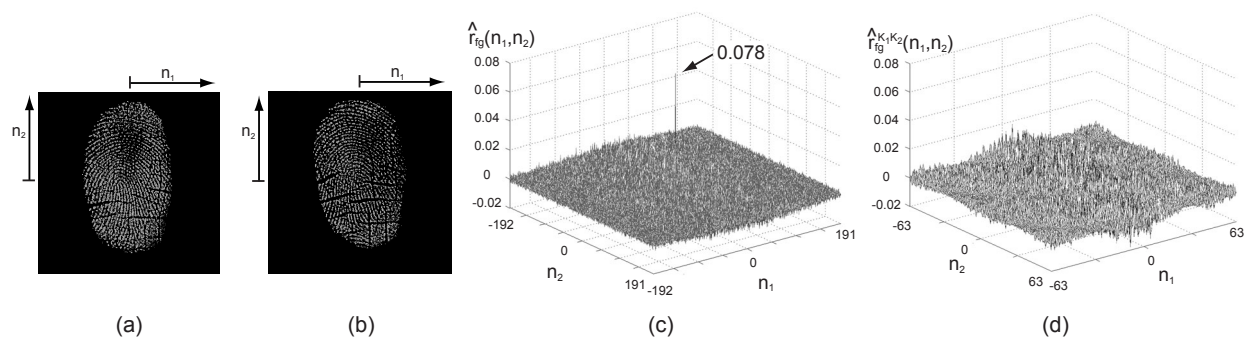 n₁
n₂
(a)
n₁
n₂
(b)
r̂fg(n₁,n₂)
0.08
0.06
0.04
0.02
0
-0.02
0.078
-192
0
191
n₂
-192
0
191
n₁
(c)
r̂fgᴷ¹ᴷ²(n₁,n₂)
0.08
0.06
0.04
0.02
0
-0.02
-63
0
63
n₂
-63
0
63
n₁
(d)